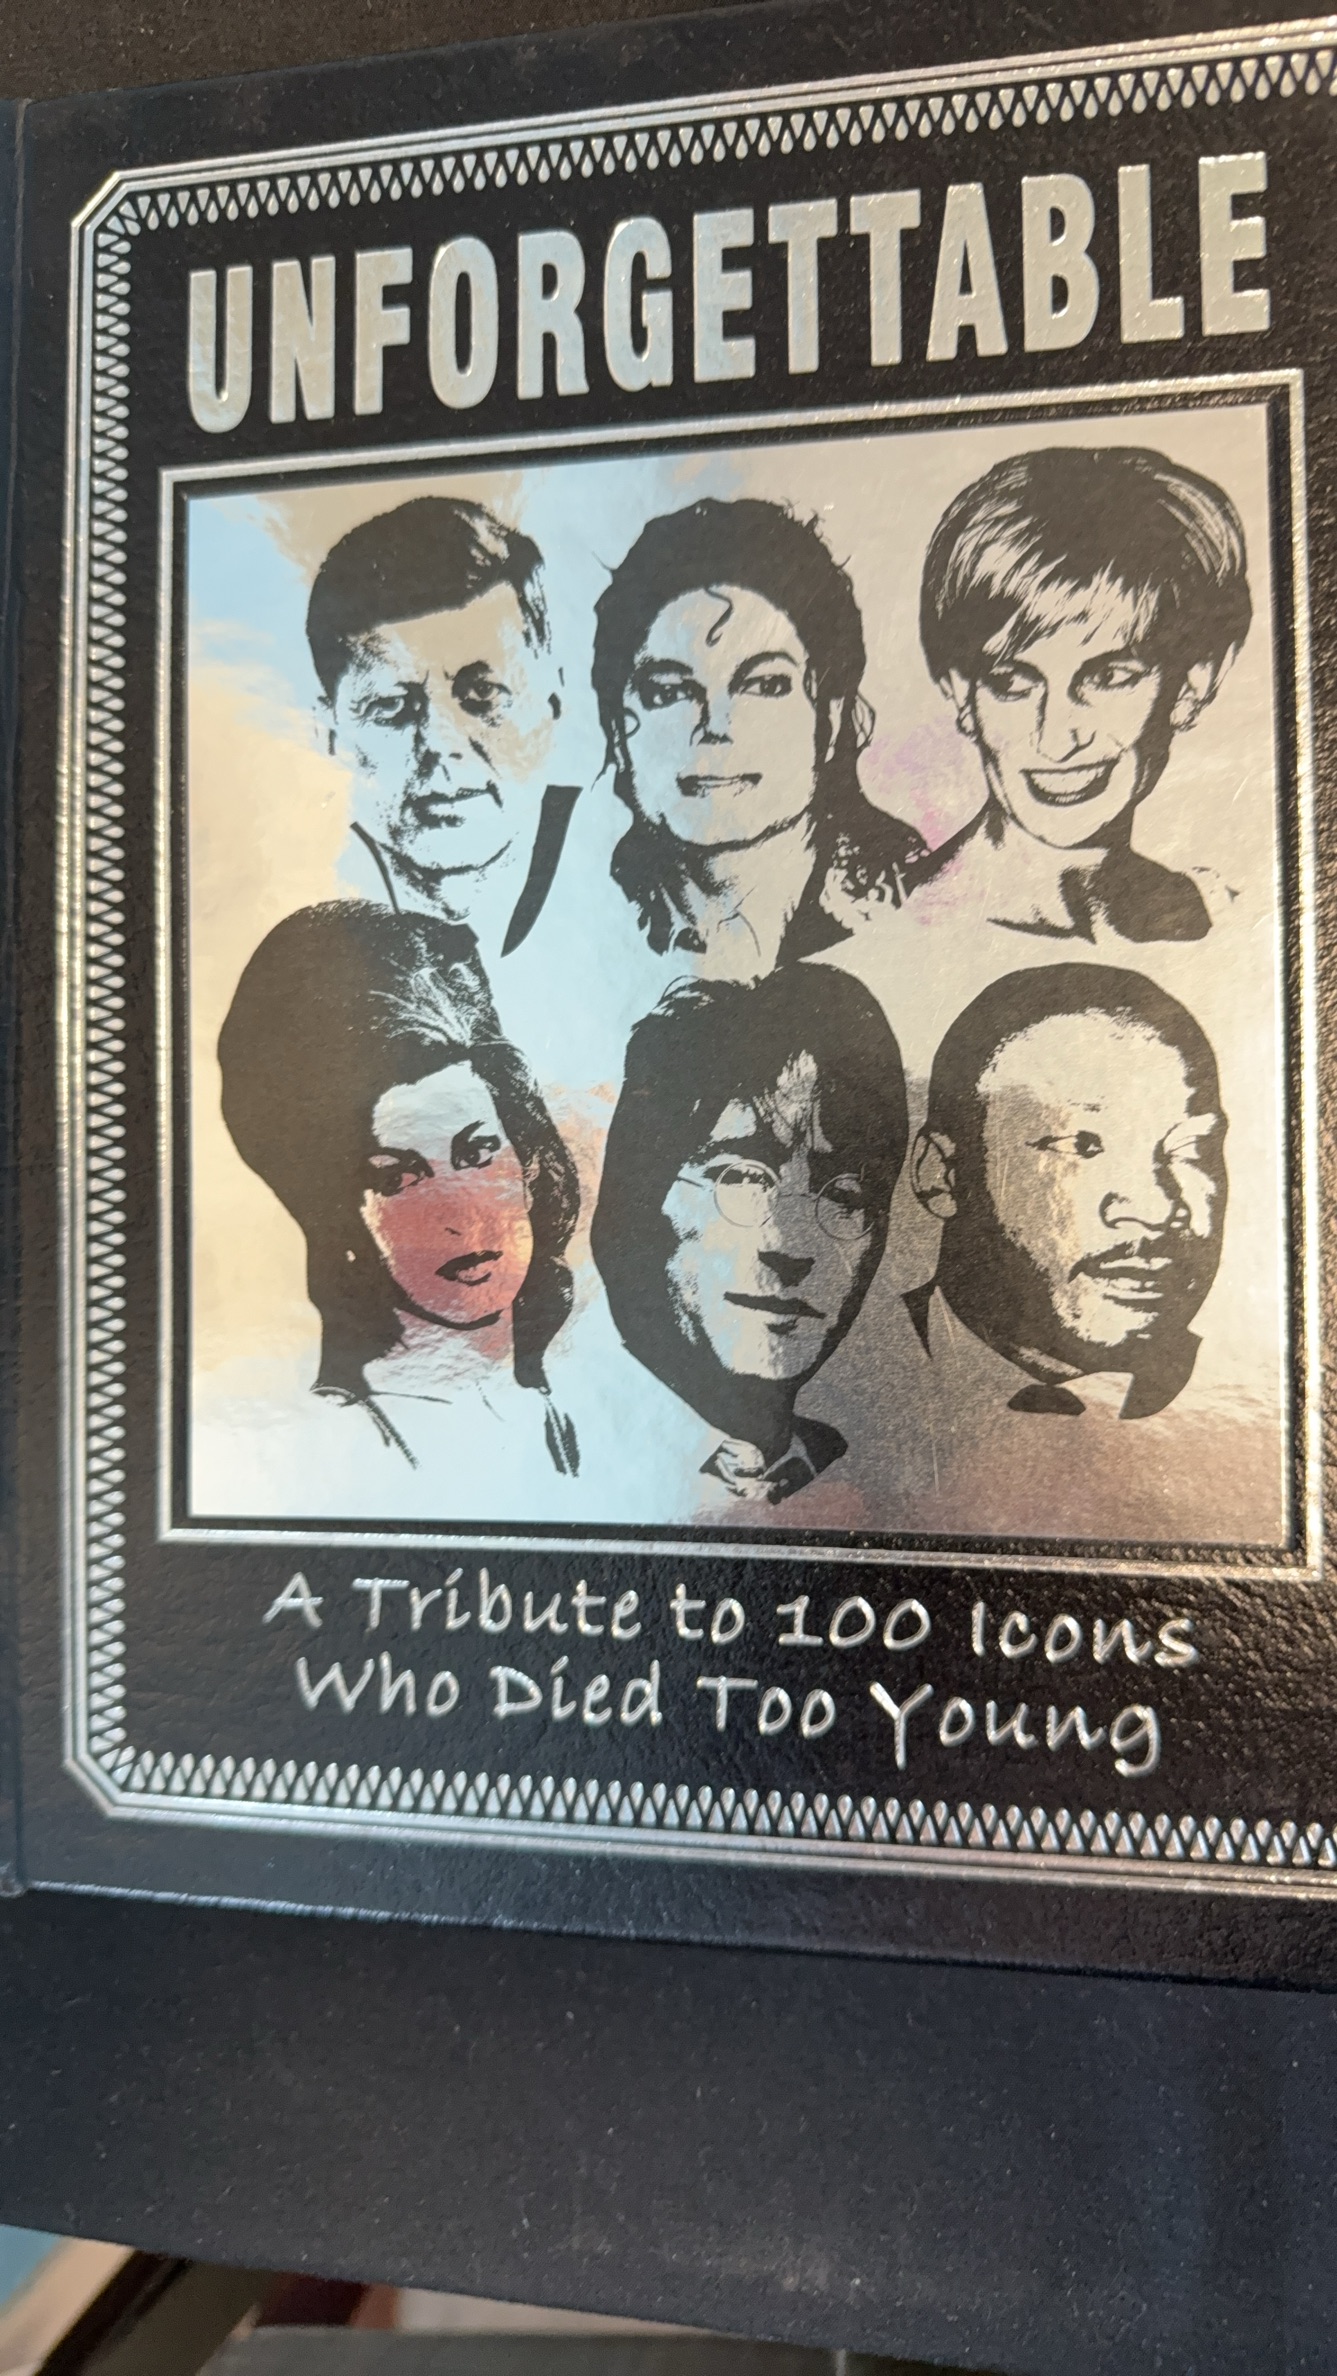 UNFORGETTABLE
A Tribute to 100 Icons
Who Died Too Young